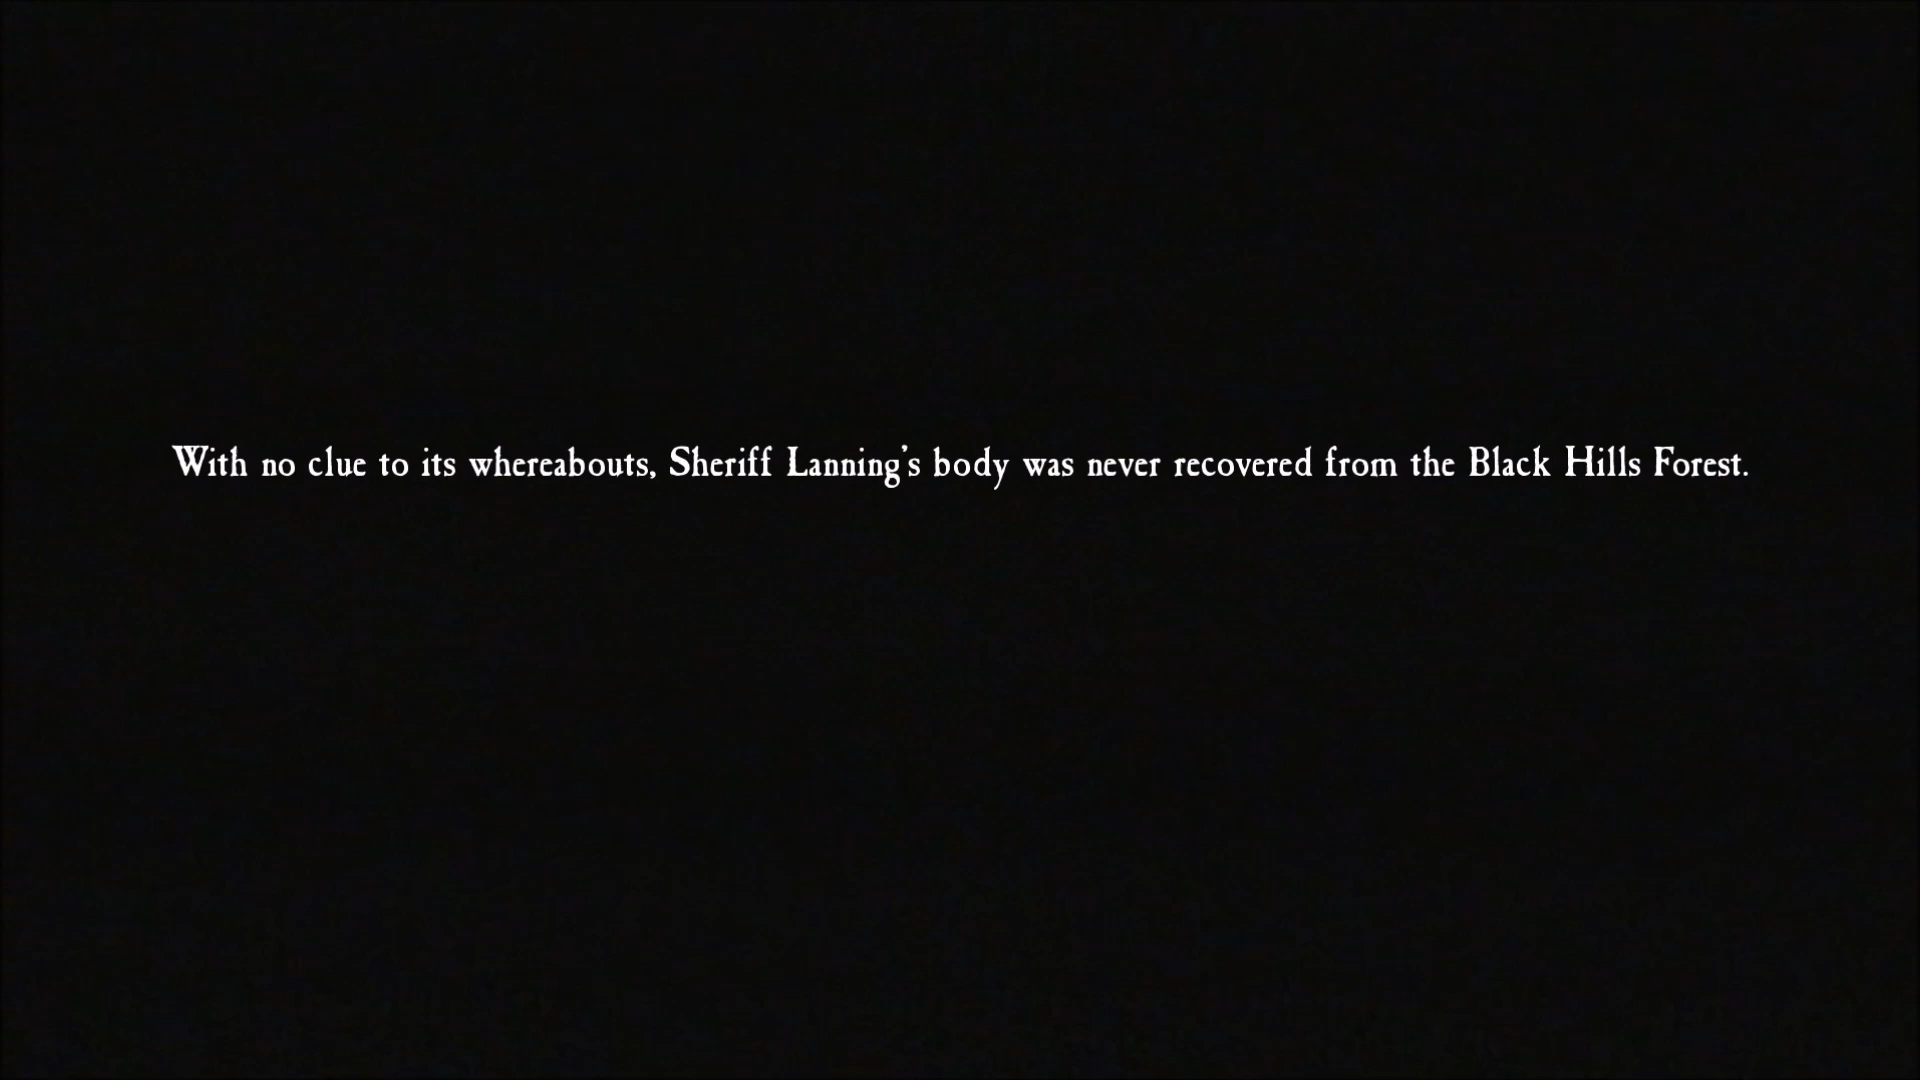 With no clue to its whereabouts, Sheriff Lanning's body was never recovered from the Black Hills Forest.